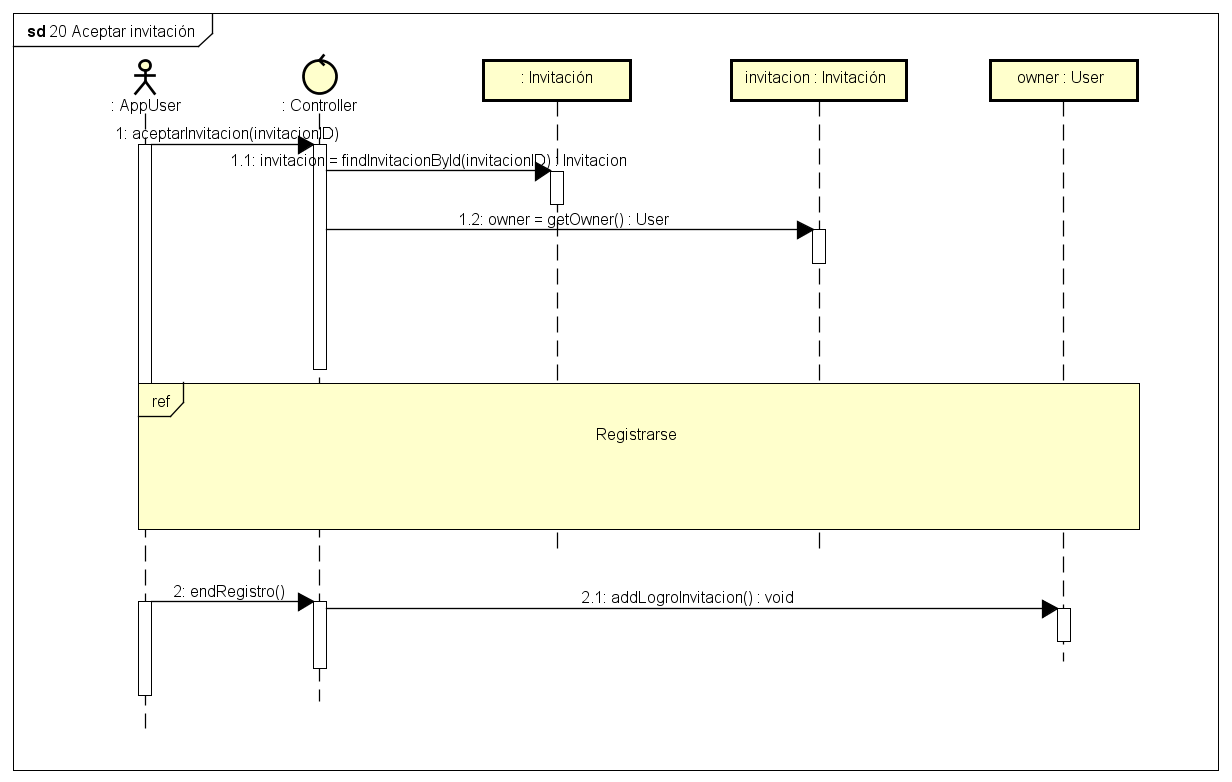 sd 20 Aceptar invitación
: AppUser
: Controller
: Invitación
invitacion : Invitación
owner : User
1: aceptarInvitacion(invitacionID)
1.1: invitacion = findInvitacionById(invitacionID) : Invitacion
1.2: owner = getOwner() : User
ref
Registrarse
2: endRegistro()
2.1: addLogroInvitacion() : void